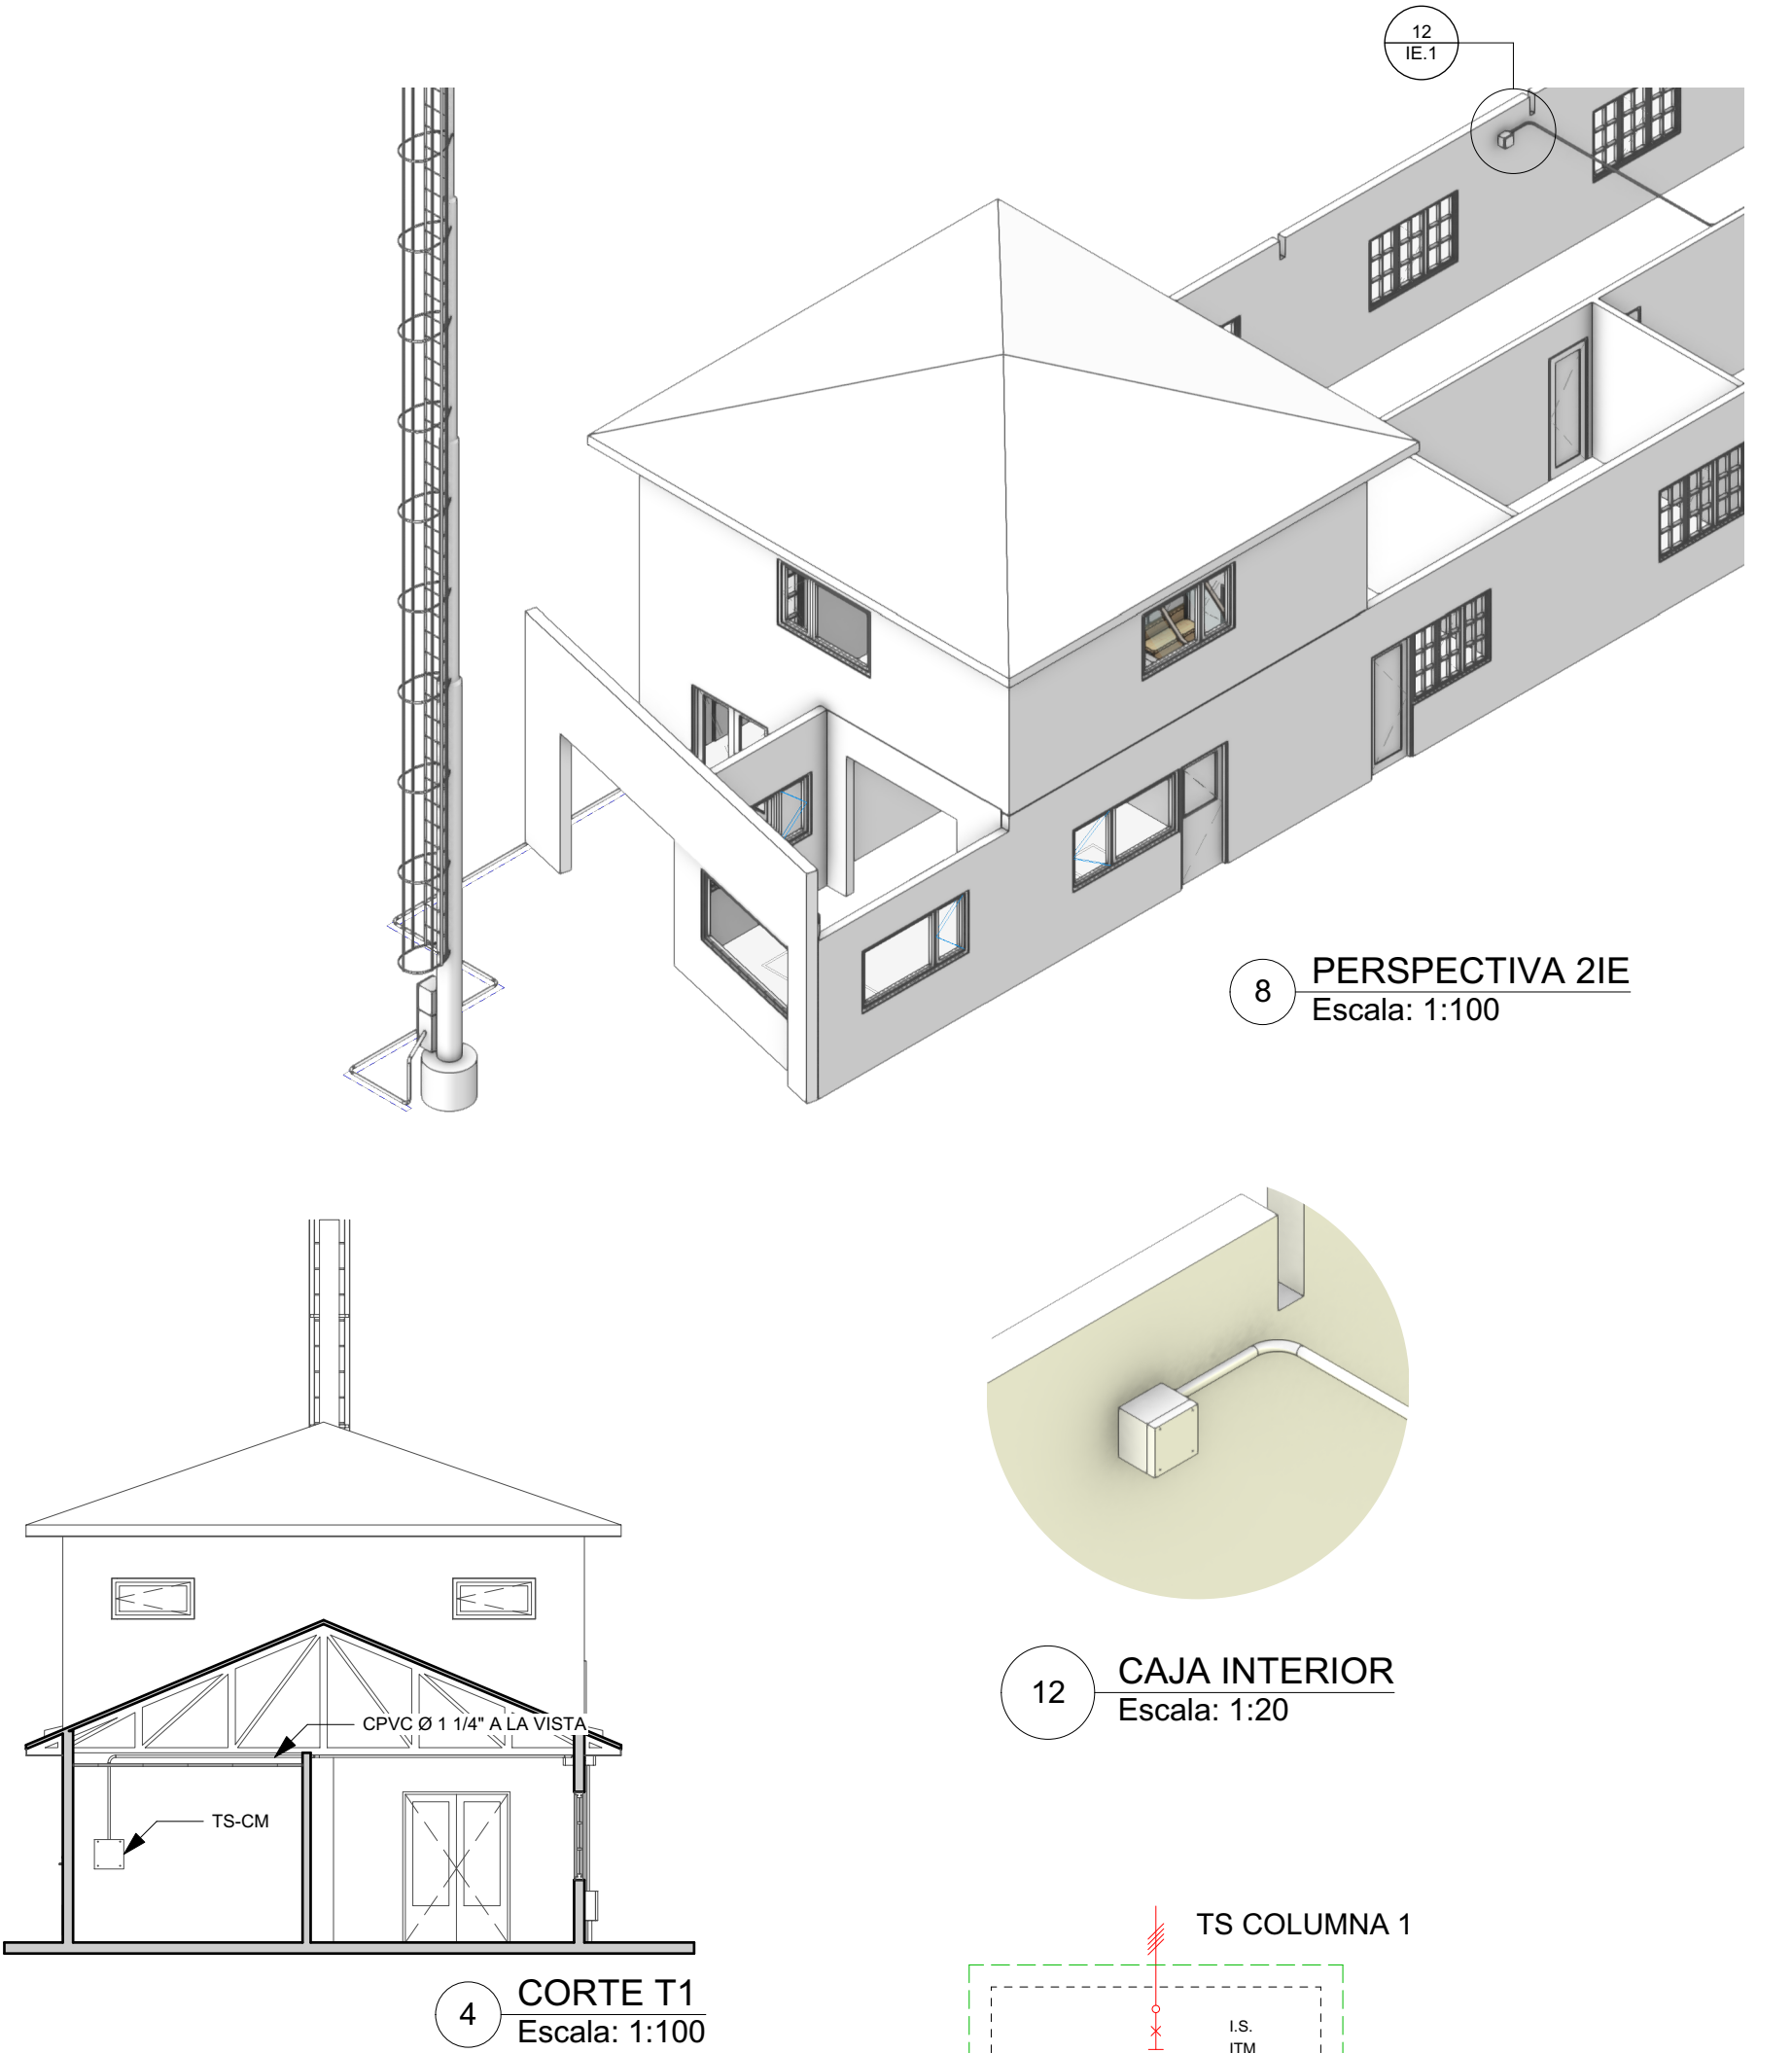 12
IE.1
8
PERSPECTIVA 2IE
Escala: 1:100
12
CAJA INTERIOR
Escala: 1:20
CPVC Ø 1 1/4" A LA VISTA
TS-CM
4
CORTE T1
Escala: 1:100
TS COLUMNA 1
I.S.
ITM